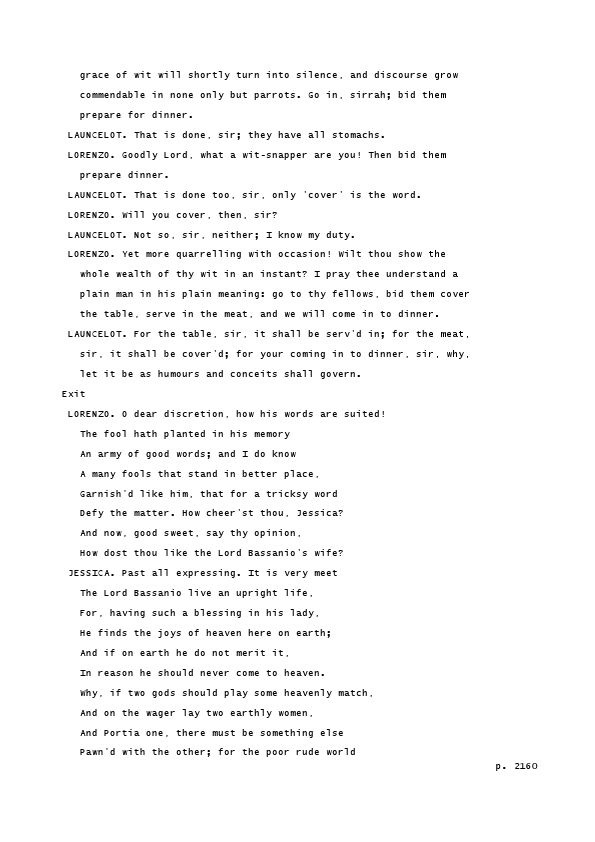 grace of wit will shortly turn into silence, and discourse grow
commendable in none only but parrots. Go in, sirrah; bid them
prepare for dinner.
LAUNCELOT. That is done, sir; they have all stomachs.
LORENZO. Goodly Lord, what a wit-snapper are you! Then bid them
prepare dinner.
LAUNCELOT. That is done too, sir, only 'cover' is the word.
LORENZO. Will you cover, then, sir?
LAUNCELOT. Not so, sir, neither; I know my duty.
LORENZO. Yet more quarrelling with occasion! Wilt thou show the
whole wealth of thy wit in an instant? I pray thee understand a
plain man in his plain meaning: go to thy fellows, bid them cover
the table, serve in the meat, and we will come in to dinner.
LAUNCELOT. For the table, sir, it shall be serv'd in; for the meat,
sir, it shall be cover'd; for your coming in to dinner, sir, why,
let it be as humours and conceits shall govern.
Exit
LORENZO. O dear discretion, how his words are suited!
The fool hath planted in his memory
An army of good words; and I do know
A many fools that stand in better place,
Garnish'd like him, that for a tricksy word
Defy the matter. How cheer'st thou, Jessica?
And now, good sweet, say thy opinion,
How dost thou like the Lord Bassanio's wife?
JESSICA. Past all expressing. It is very meet
The Lord Bassanio live an upright life,
For, having such a blessing in his lady,
He finds the joys of heaven here on earth;
And if on earth he do not merit it,
In reason he should never come to heaven.
Why, if two gods should play some heavenly match,
And on the wager lay two earthly women,
And Portia one, there must be something else
Pawn'd with the other; for the poor rude world
p. 2160